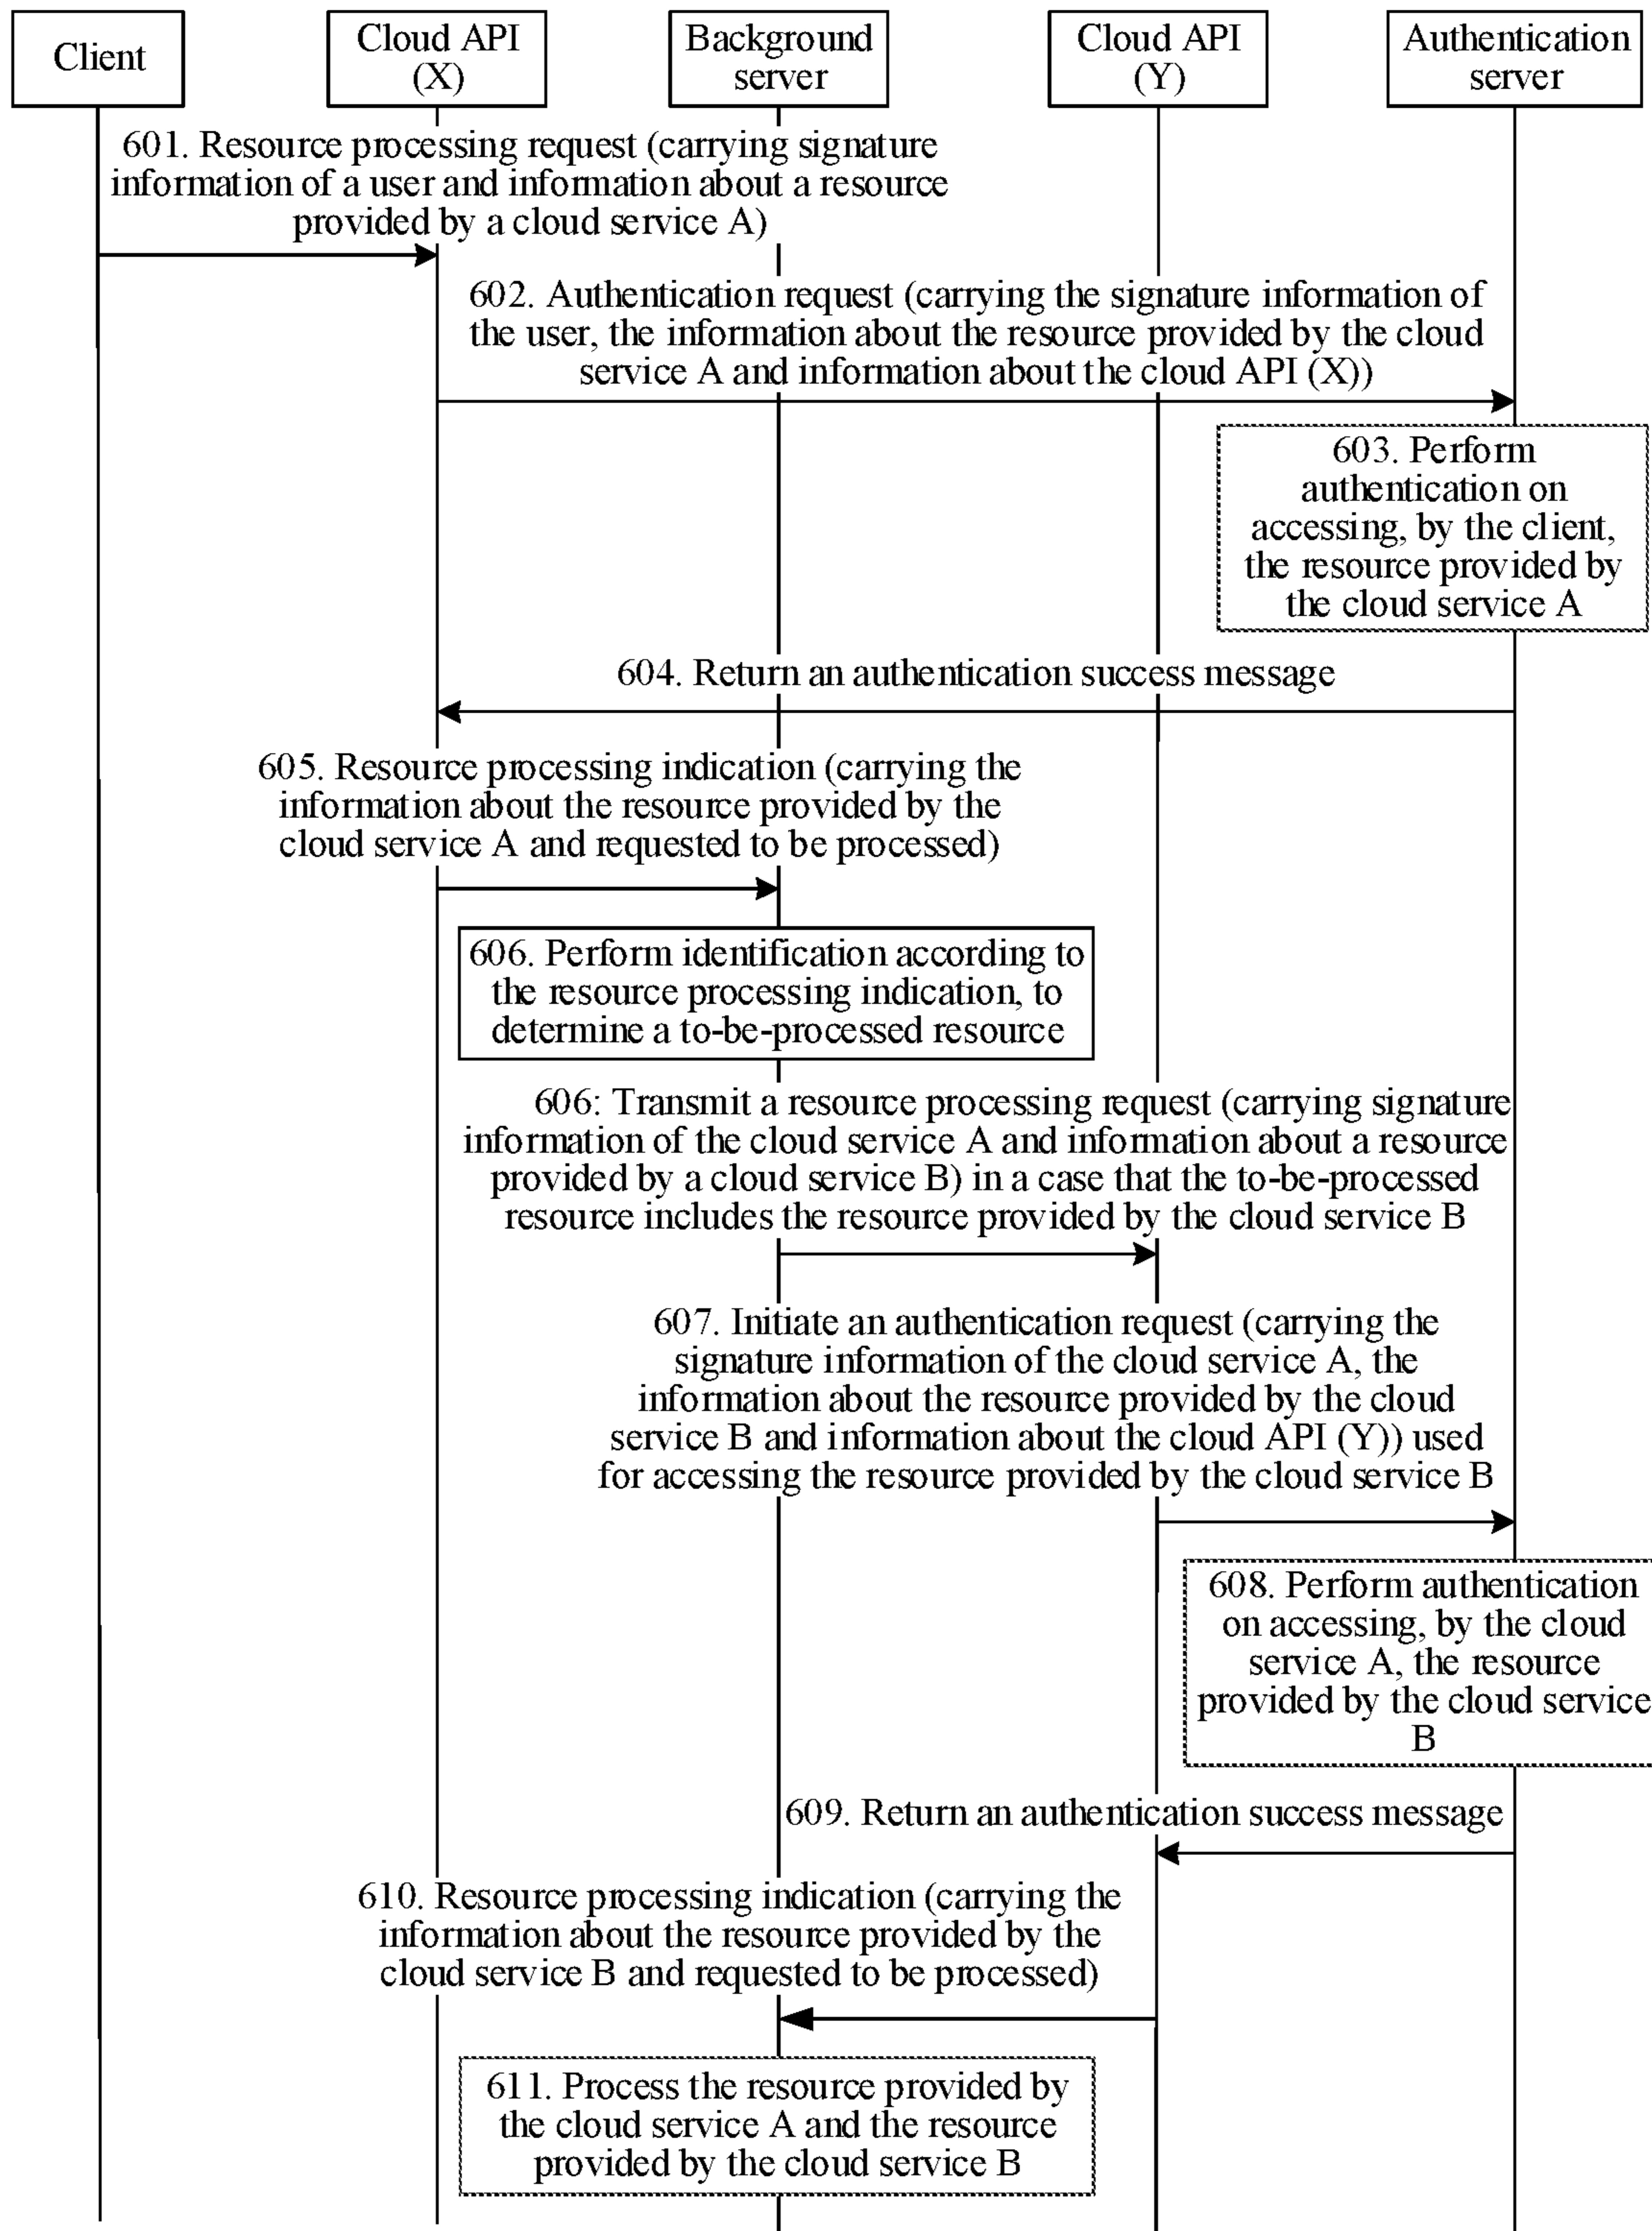 Client
Cloud API
(X)
Background
server
Cloud API
(Y)
Authentication
server
601. Resource processing request (carrying signature
information of a user and information about a resource
provided by a cloud service A)
602. Authentication request (carrying the signature information of
the user, the information about the resource provided by the cloud
service A and information about the cloud API (X))
603. Perform
authentication on
accessing, by the client,
the resource provided by
the cloud service A
604. Return an authentication success message
605. Resource processing indication (carrying the
information about the resource provided by the
cloud service A and requested to be processed)
606. Perform identification according to
the resource processing indication, to
determine a to-be-processed resource
606: Transmit a resource processing request (carrying signature
information of the cloud service A and information about a resource
provided by a cloud service B) in a case that the to-be-processed
resource includes the resource provided by the cloud service B
607. Initiate an authentication request (carrying the
signature information of the cloud service A, the
information about the resource provided by the cloud
service B and information about the cloud API (Y)) used
for accessing the resource provided by the cloud service B
608. Perform authentication
on accessing, by the cloud
service A, the resource
provided by the cloud service
B
609. Return an authentication success message
610. Resource processing indication (carrying the
information about the resource provided by the
cloud service B and requested to be processed)
611. Process the resource provided by
the cloud service A and the resource
provided by the cloud service B